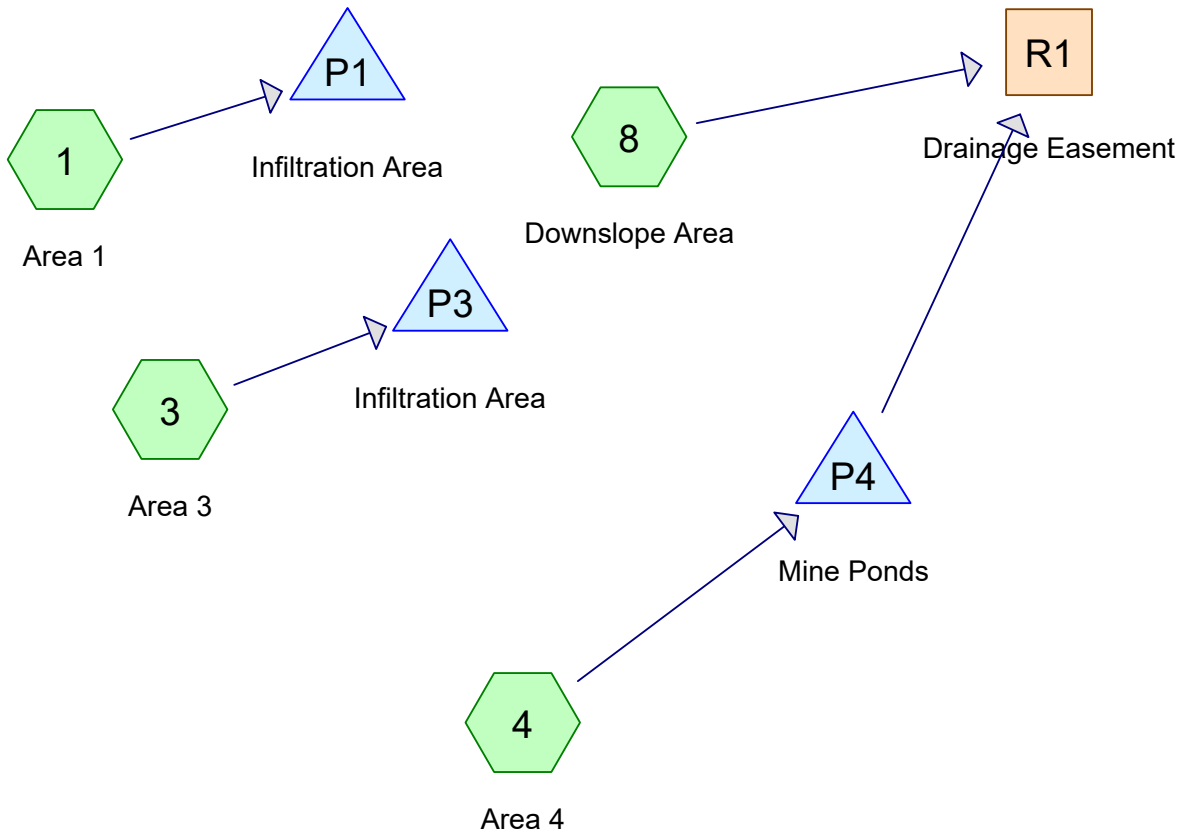 P1
R1
1
8
Infiltration Area
Drainage Easement
Area 1
Downslope Area
P3
3
Infiltration Area
Area 3
P4
Mine Ponds
4
Area 4